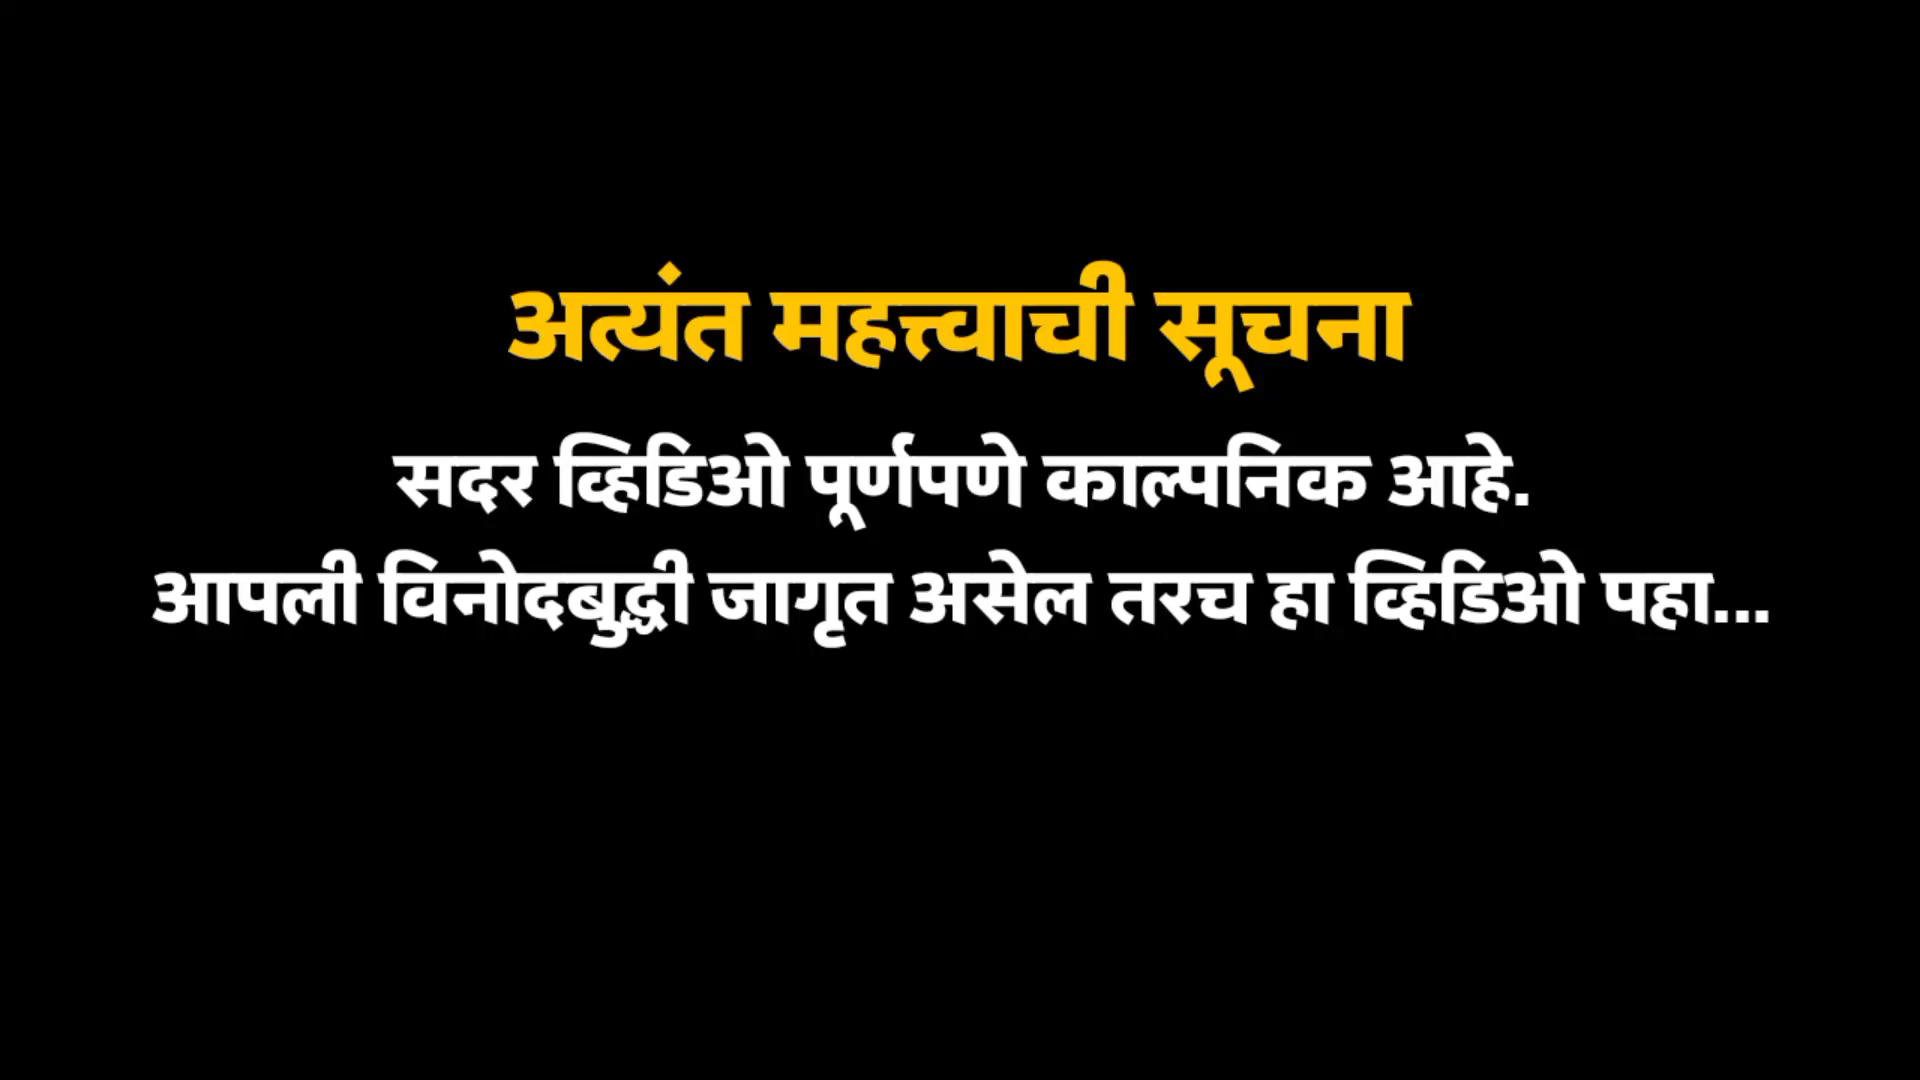 अत्यंत महत्त्वाची सूचना
सदर व्हिडिओ पूर्णपणे काल्पनिक आहे.
आपली विनोदबुद्धी जागृत असेल तरच हा व्हिडिओ पहा...